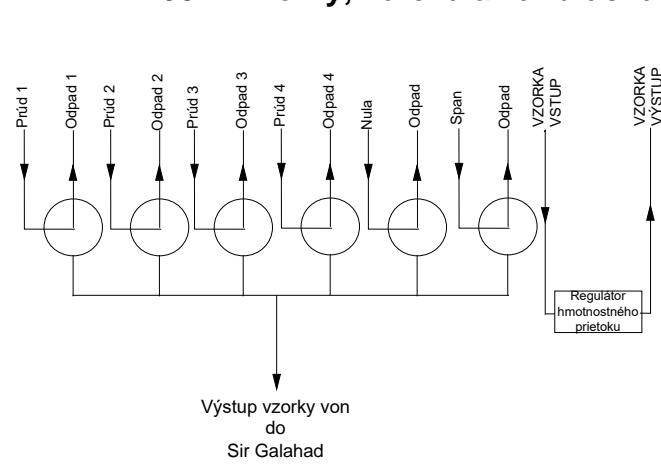 Prúd 1
Odpad 1
Prúd 2
Odpad 2
Prúd 3
Odpad 3
Prúd 4
Odpad 4
Nula
Odpad
Span
Odpad
VZORKA
VSTUP
VZORKA
VÝSTUP
Regulátor
hmotnostného
prietoku
Výstup vzorky von
do
Sir Galahad